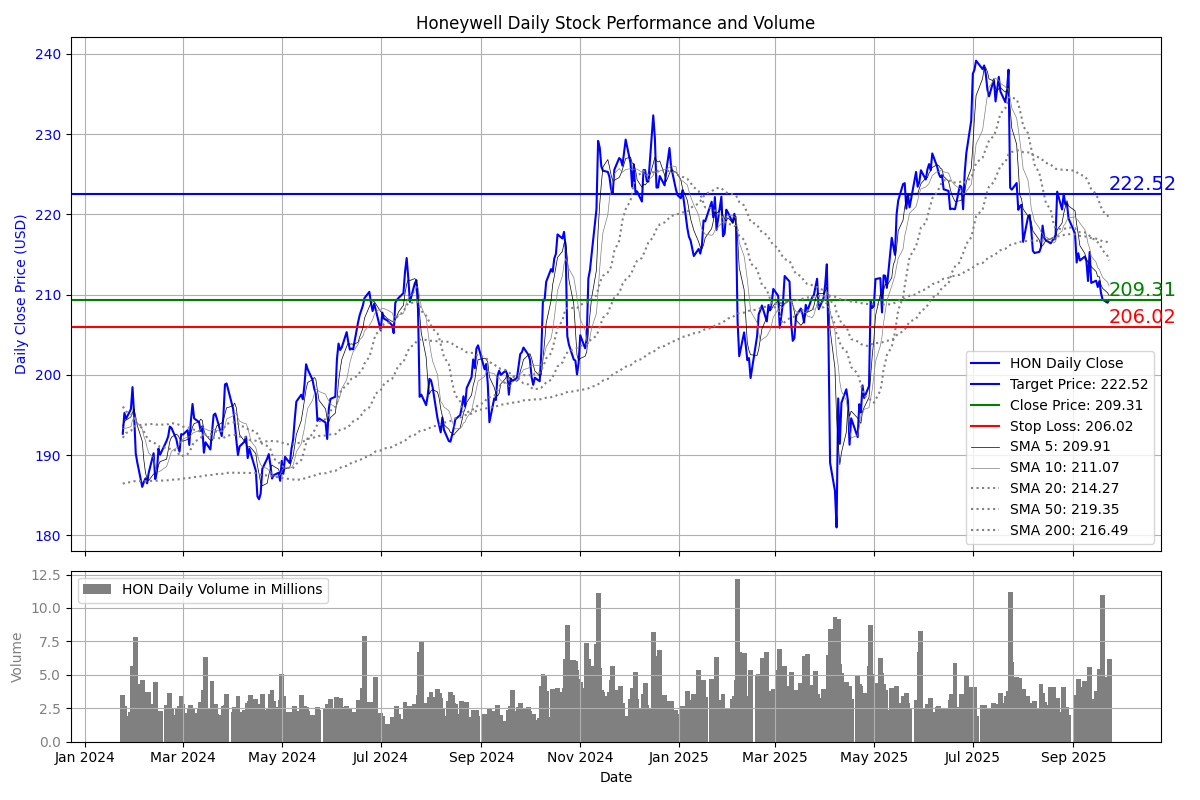 Honeywell Daily Stock Performance and Volume
240
230
220
210
200
190
180
Daily Close Price (USD)
222.52
209.31
206.02
HON Daily Close
Target Price: 222.52
Close Price: 209.31
Stop Loss: 206.02
SMA 5: 209.91
SMA 10: 211.07
SMA 20: 214.27
SMA 50: 219.35
SMA 200: 216.49
12.5
10.0
7.5
5.0
2.5
0.0
Volume
HON Daily Volume in Millions
Jan 2024 Mar 2024 May 2024 Jul 2024 Sep 2024 Nov 2024 Jan 2025 Mar 2025 May 2025 Jul 2025 Sep 2025
Date